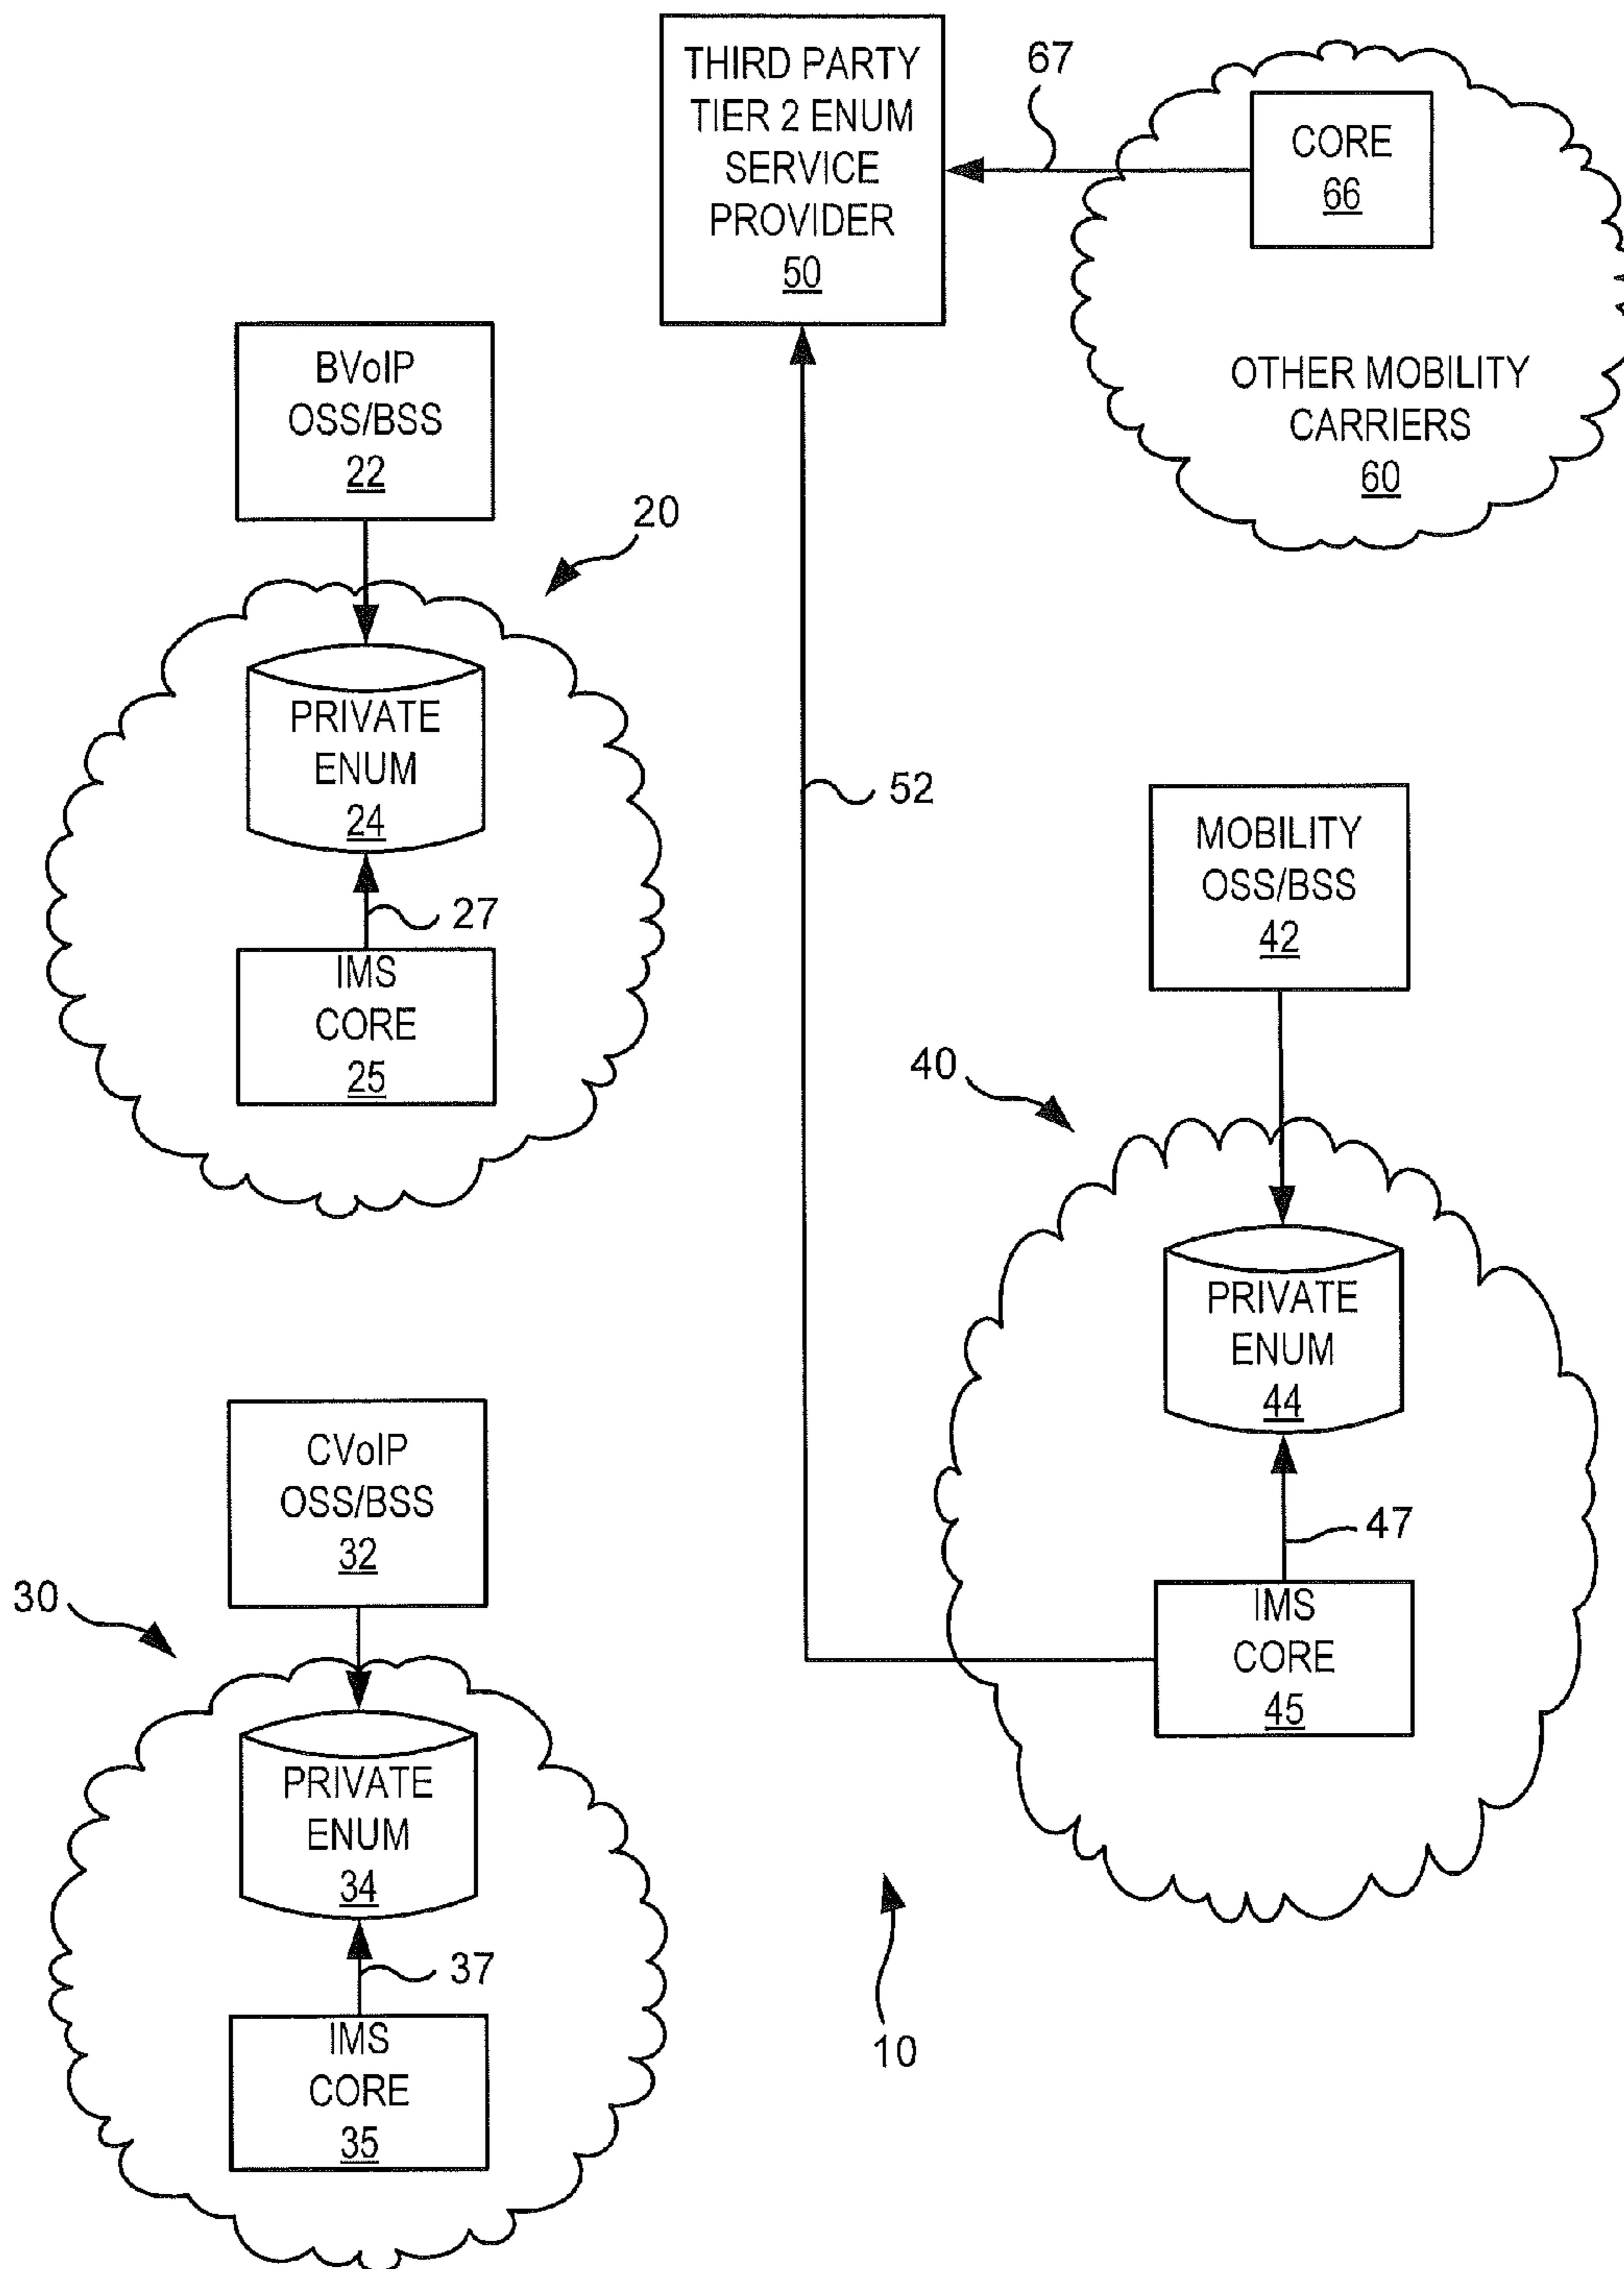 THIRD PARTY
TIER 2 ENUM
SERVICE
PROVIDER
50
67
CORE
66
OTHER MOBILITY
CARRIERS
60
BVoIP
OSS/BSS
22
20
PRIVATE
ENUM
24
27
IMS
CORE
25
52
MOBILITY
OSS/BSS
42
40
PRIVATE
ENUM
44
47
IMS
CORE
45
CVoIP
OSS/BSS
32
30
PRIVATE
ENUM
34
37
IMS
CORE
35
10